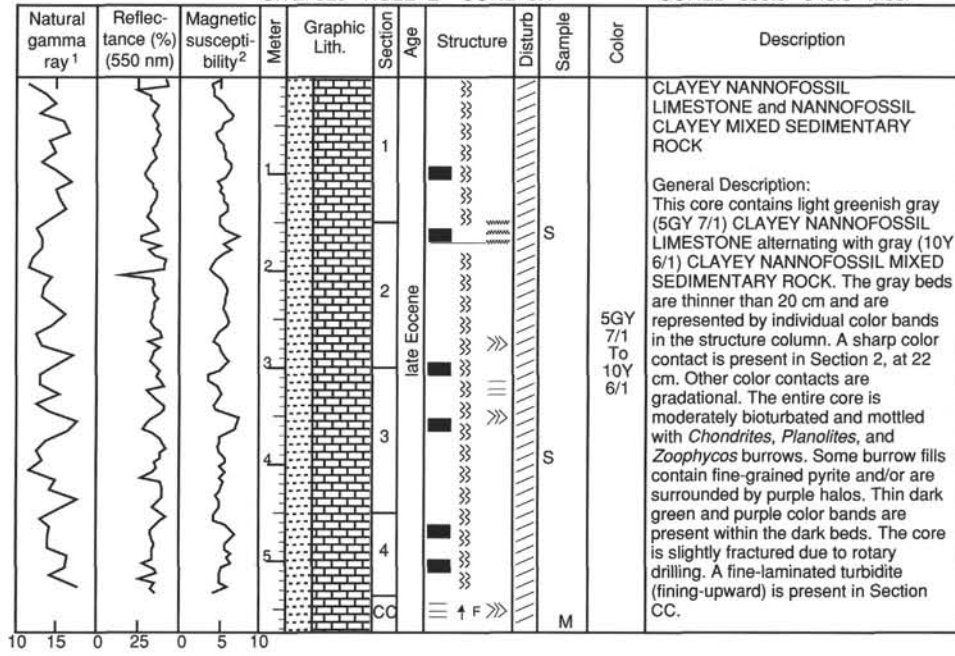 Natural gamma ray 1
Reflec-tance (%) (550 nm)
Magnetic suscepti-bility2
Meter
Graphic Lith.
Section
Age
Structure
Disturb
Sample
Color
Description
1
2
3
4
5
1
2
3
4
CC
late Eocene
F
S
S
M
5GY
7/1
To
10Y
6/1
CLAYEY NANNOFOSSIL
LIMESTONE and NANNOFOSSIL
CLAYEY MIXED SEDIMENTARY
ROCK
General Description:
This core contains light greenish gray
(5GY 7/1) CLAYEY NANNOFOSSIL
LIMESTONE alternating with gray (10Y
6/1) CLAYEY NANNOFOSSIL MIXED
SEDIMENTARY ROCK. The gray beds
are thinner than 20 cm and are
represented by individual color bands
in the structure column. A sharp color
contact is present in Section 2, at 22
cm. Other color contacts are
gradational. The entire core is
moderately bioturbated and mottled
with Chondrites, Planolites, and
Zoophycos burrows. Some burrow fills
contain fine-grained pyrite and/or are
surrounded by purple halos. Thin dark
green and purple color bands are
present within the dark beds. The core
is slightly fractured due to rotary
drilling. A fine-laminated turbidite
(fining-upward) is present in Section
CC.
10 15 0 25 0 5 10